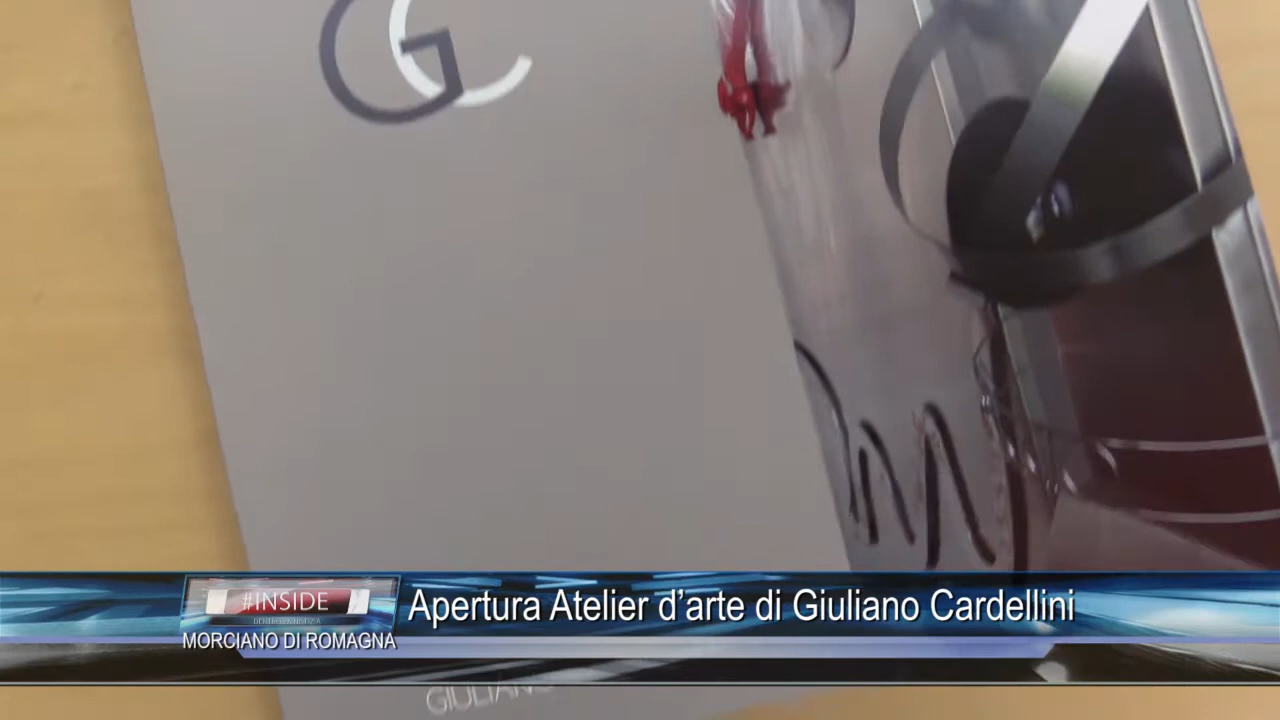 GC
#INSIDE
Apertura Atelier d'arte di Giuliano Cardellini
MORCIANO DI ROMAGNA